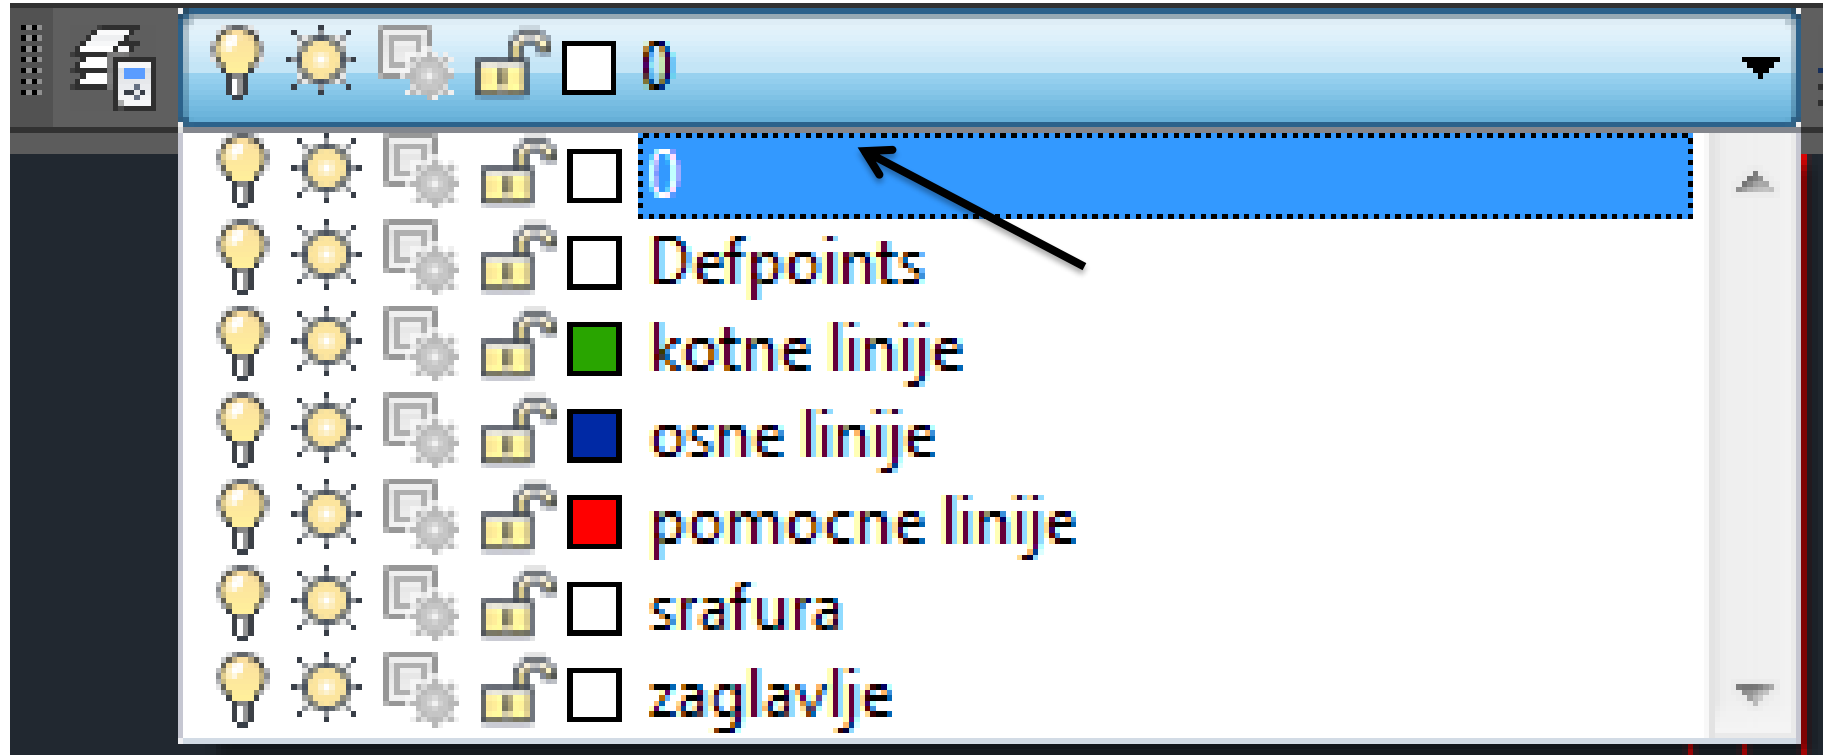 0
0
Defpoints
kotne linije
osne linije
pomocne linije
srafura
zaglavlje